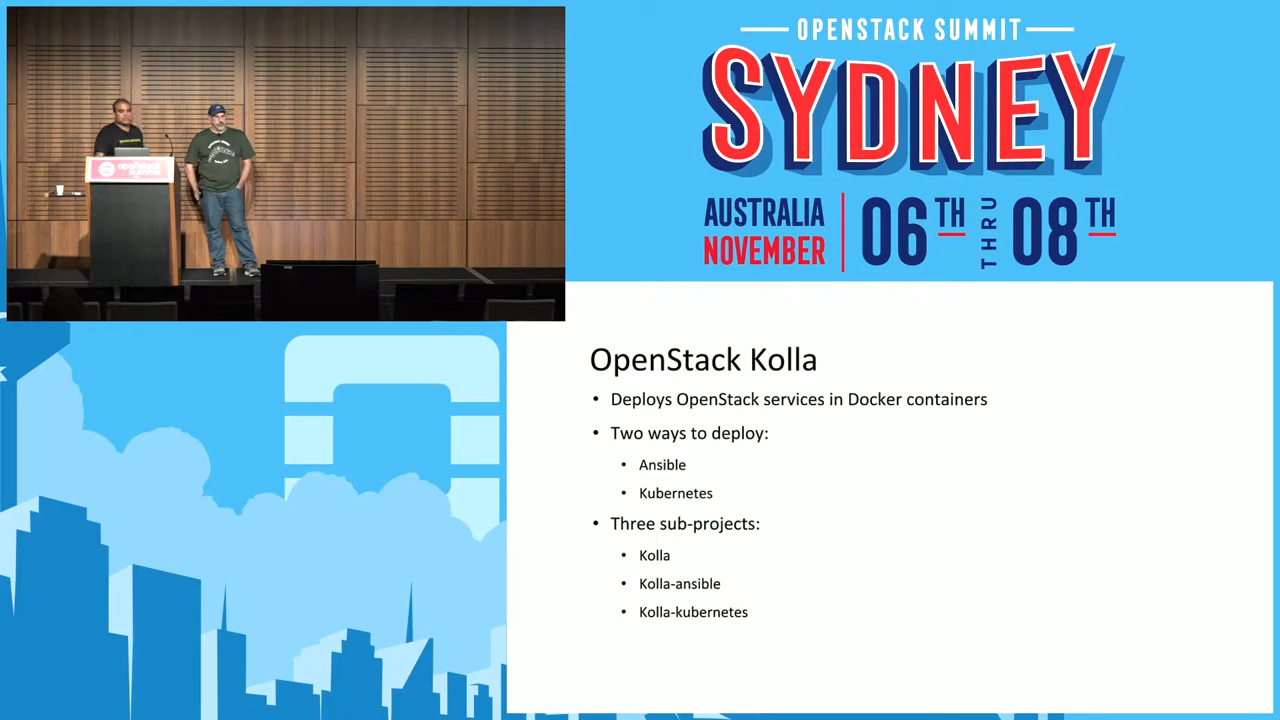 OPENSTACK SUMMIT
SYDNEY
AUSTRALIA
NOVEMBER
06TH
THRU
08TH
OpenStack Kolla
• Deploys OpenStack services in Docker containers
• Two ways to deploy:
• Ansible
• Kubernetes
• Three sub-projects:
• Kolla
• Kolla-ansible
• Kolla-kubernetes